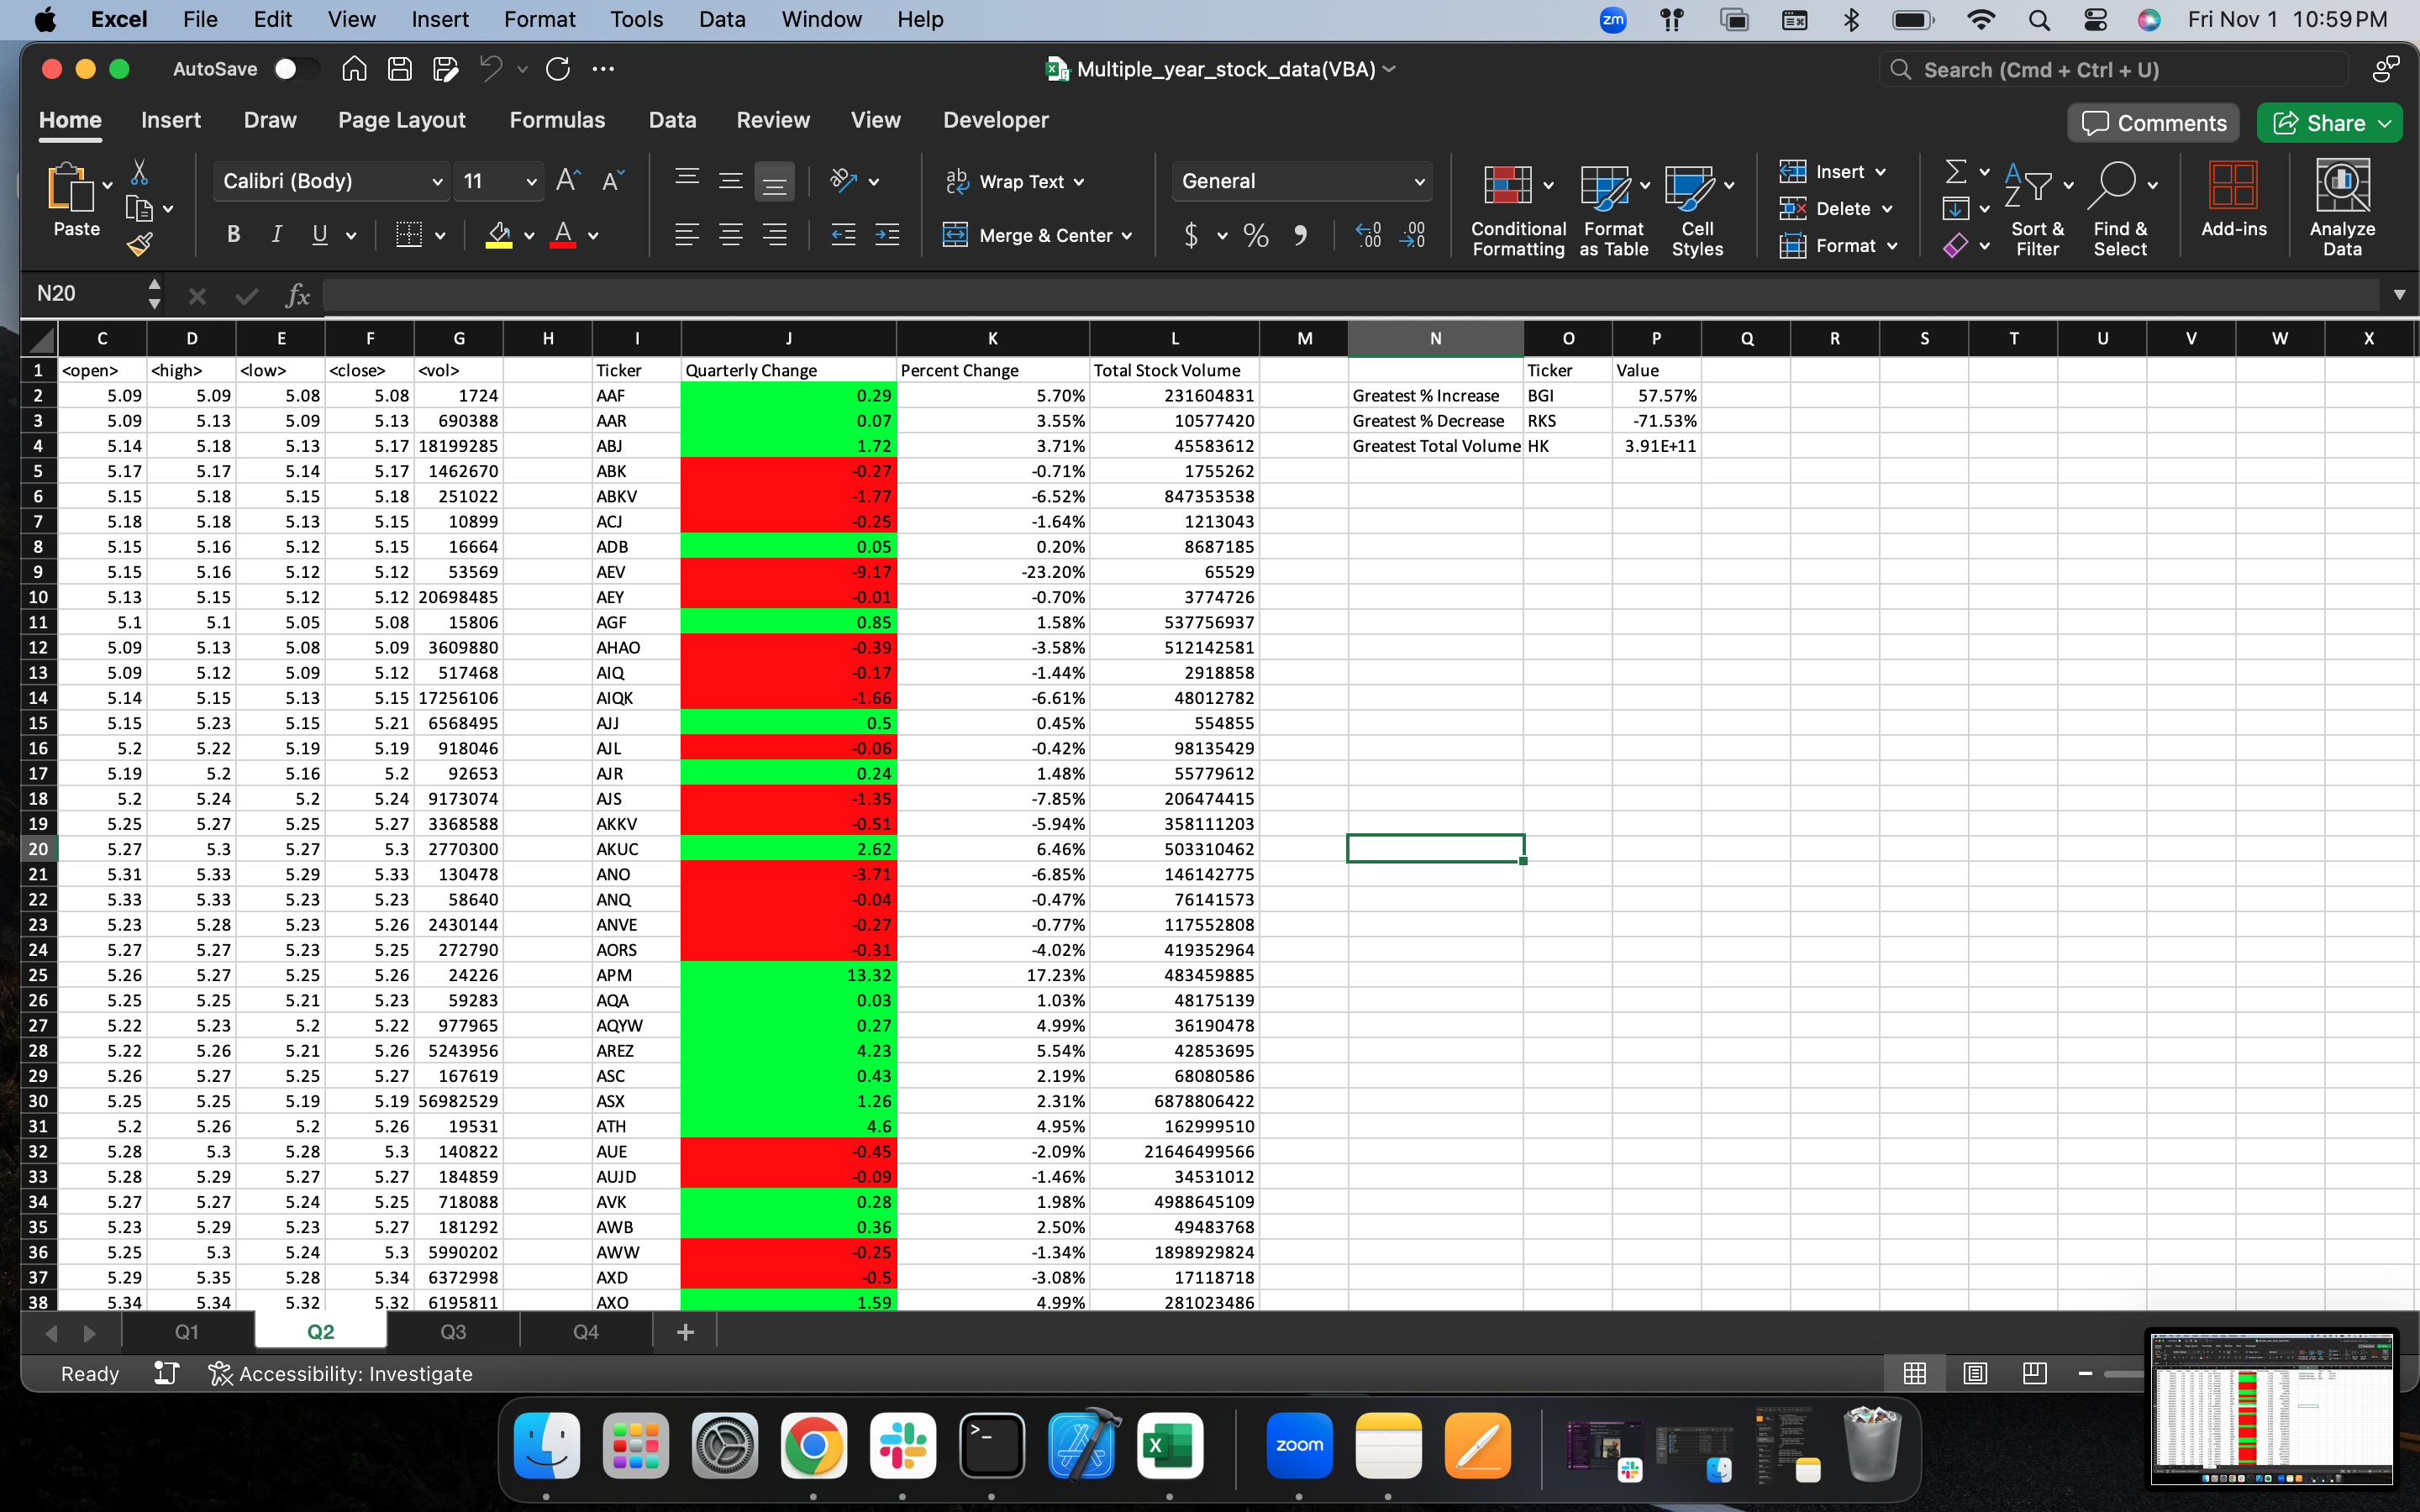 Excel File Edit View Insert Format Tools Data Window Help zm Fri Nov 1 10:59 PM
AutoSave Multiple_year_stock_data(VBA) Search (Cmd + Ctrl + U)
Home Insert Draw Page Layout Formulas Data Review View Developer Comments Share
Paste Calibri (Body) 11 Wrap Text General Conditional Formatting Format as Table Cell Styles Insert Sort & Filter Find & Select Add-ins Analyze Data
B I U Merge & Center $ % Delete
Format
N20 fx
C D E F G H I J K L M N O P Q R S T U V W X
1 <open> <high> <low> <close> <vol> Ticker Quarterly Change Percent Change Total Stock Volume Ticker Value
2 5.09 5.09 5.08 5.08 1724 AAF 0.29 5.70% 231604831 Greatest % Increase BGI 57.57%
3 5.09 5.13 5.09 5.13 690388 AAR 0.07 3.55% 10577420 Greatest % Decrease RKS -71.53%
4 5.14 5.18 5.13 5.17 18199285 ABJ 1.72 3.71% 45583612 Greatest Total Volume HK 3.91E+11
5 5.17 5.17 5.14 5.17 1462670 ABK -0.27 -0.71% 1755262
6 5.15 5.18 5.15 5.18 251022 ABKV -1.77 -6.52% 847353538
7 5.18 5.18 5.13 5.15 10899 ACJ -0.25 -1.64% 1213043
8 5.15 5.16 5.12 5.15 16664 ADB 0.05 0.20% 8687185
9 5.15 5.16 5.12 5.12 53569 AEV -9.17 -23.20% 65529
10 5.13 5.15 5.12 5.12 20698485 AEY -0.01 -0.70% 3774726
11 5.1 5.1 5.05 5.08 15806 AGF 0.85 1.58% 537756937
12 5.09 5.13 5.08 5.09 3609880 AHAO -0.39 -3.58% 512142581
13 5.09 5.12 5.09 5.12 517468 AIQ -0.17 -1.44% 2918858
14 5.14 5.15 5.13 5.15 17256106 AIQK -1.66 -6.61% 48012782
15 5.15 5.23 5.15 5.21 6568495 AJJ 0.5 0.45% 554855
16 5.2 5.22 5.19 5.19 918046 AJL -0.06 -0.42% 98135429
17 5.19 5.2 5.16 5.2 92653 AJR 0.24 1.48% 55779612
18 5.2 5.24 5.2 5.24 9173074 AJS -1.35 -7.85% 206474415
19 5.25 5.27 5.25 5.27 3368588 AKKV -0.51 -5.94% 358111203
20 5.27 5.3 5.27 5.3 2770300 AKUC 2.62 6.46% 503310462
21 5.31 5.33 5.29 5.33 130478 ANO -3.71 -6.85% 146142775
22 5.33 5.33 5.23 5.23 58640 ANQ -0.04 -0.47% 76141573
23 5.23 5.28 5.23 5.26 2430144 ANVE -0.27 -0.77% 117552808
24 5.27 5.27 5.23 5.25 272790 AORS -0.31 -4.02% 419352964
25 5.26 5.27 5.25 5.26 24226 APM 13.32 17.23% 483459885
26 5.25 5.25 5.21 5.23 59283 AQA 0.03 1.03% 48175139
27 5.22 5.23 5.2 5.22 977965 AQYW 0.27 4.99% 36190478
28 5.22 5.26 5.21 5.26 5243956 AREZ 4.23 5.54% 42853695
29 5.26 5.27 5.25 5.27 167619 ASC 0.43 2.19% 68080586
30 5.25 5.25 5.19 5.19 56982529 ASX 1.26 2.31% 6878806422
31 5.2 5.26 5.2 5.26 19531 ATH 4.6 4.95% 162999510
32 5.28 5.3 5.28 5.3 140822 AUE -0.45 -2.09% 21646499566
33 5.28 5.29 5.27 5.27 184859 AUJD -0.09 -1.46% 34531012
34 5.27 5.27 5.24 5.25 718088 AVK 0.28 1.98% 4988645109
35 5.23 5.29 5.23 5.27 181292 AWB 0.36 2.50% 49483768
36 5.25 5.3 5.24 5.3 5990202 AWW -0.25 -1.34% 1898929824
37 5.29 5.35 5.28 5.34 6372998 AXD -0.5 -3.08% 17118718
38 5.34 5.34 5.32 5.32 6195811 AXO 1.59 4.99% 281023486
Q1 Q2 Q3 Q4 +
Ready Accessibility: Investigate
zoom